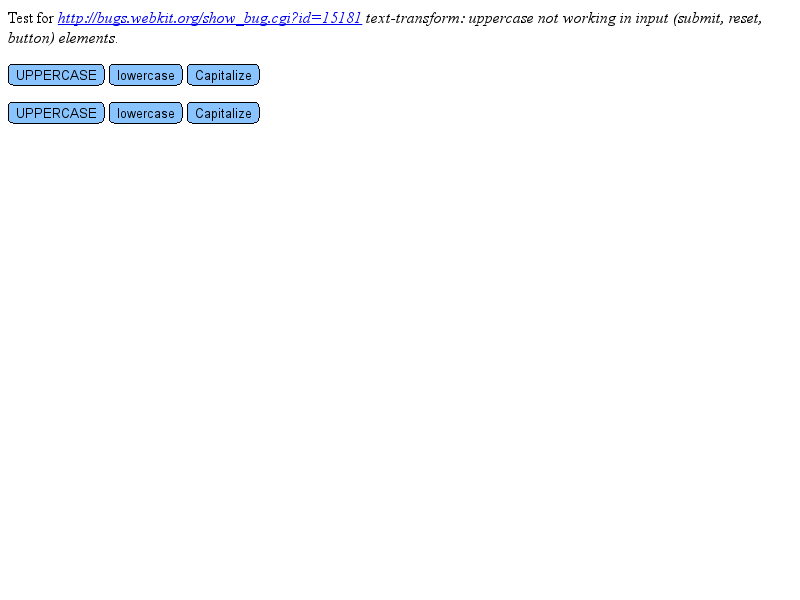 Test for http://bugs.webkit.org/show_bug.cgi?id=15181 text-transform: uppercase not working in input (submit, reset,
button) elements.
UPPERCASE lowercase Capitalize
UPPERCASE lowercase Capitalize